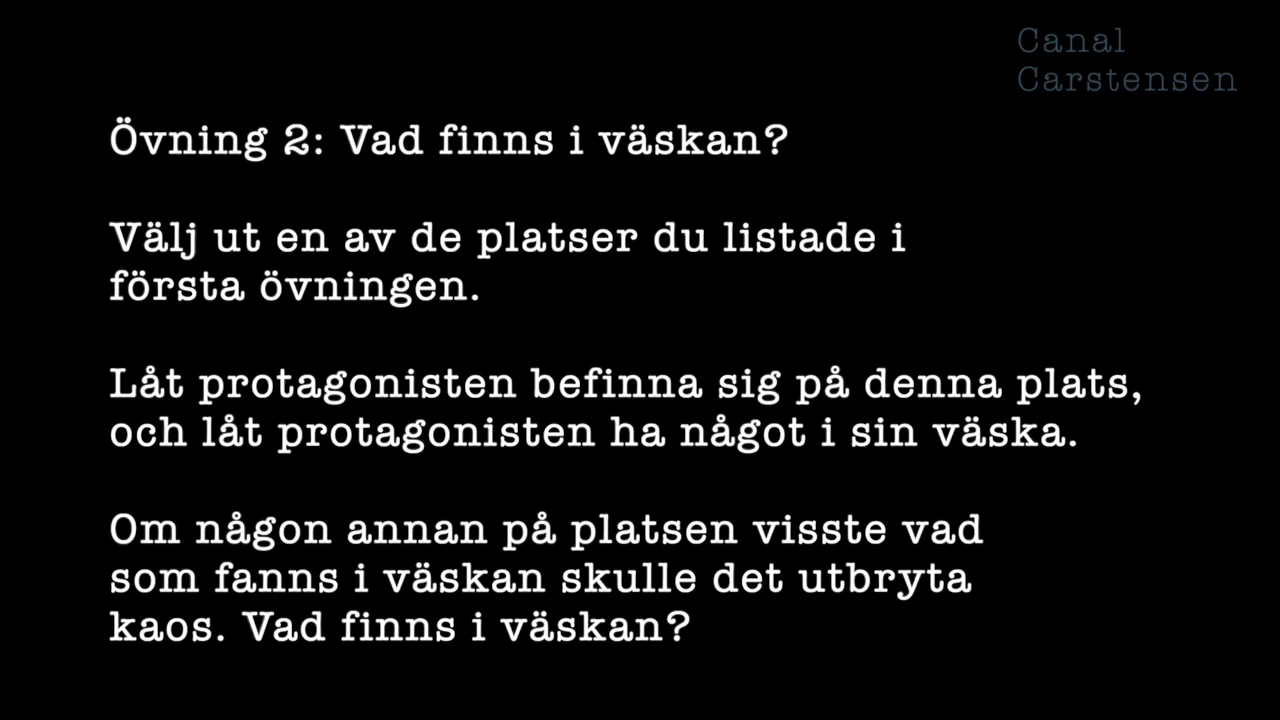 Canal
Carstensen
Övning 2: Vad finns i väskan?
Välj ut en av de platser du listade i
första övningen.
Låt protagonisten befinna sig på denna plats,
och låt protagonisten ha något i sin väska.
Om någon annan på platsen visste vad
som fanns i väskan skulle det utbryta
kaos. Vad finns i väskan?